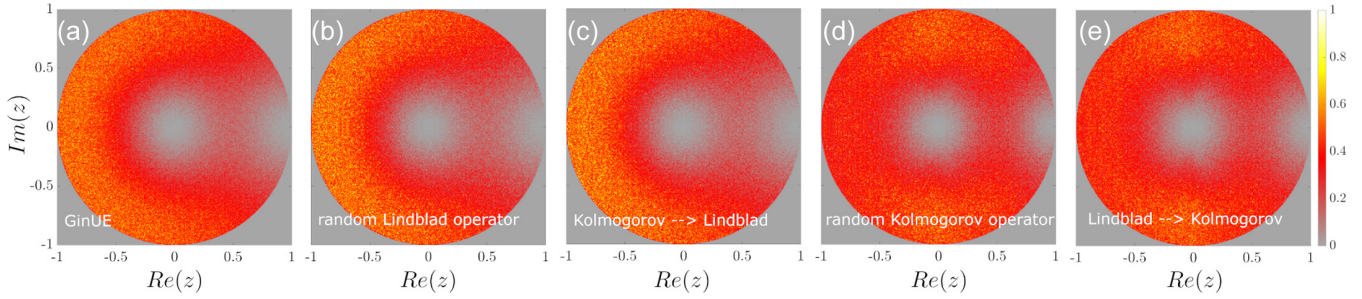 (a) (b) (c) (d) (e)
1 1
0.5 0.8
0.6
Im(z) 0
0.4
-0.5 0.2
GinUE random Lindblad operator Kolmogorov --> Lindblad random Kolmogorov operator Lindblad --> Kolmogorov
-1 0
-1 -0.5 0 0.5 1 -1 -0.5 0 0.5 1 -1 -0.5 0 0.5 1 -1 -0.5 0 0.5 1 -1 -0.5 0 0.5 1
Re(z) Re(z) Re(z) Re(z) Re(z)